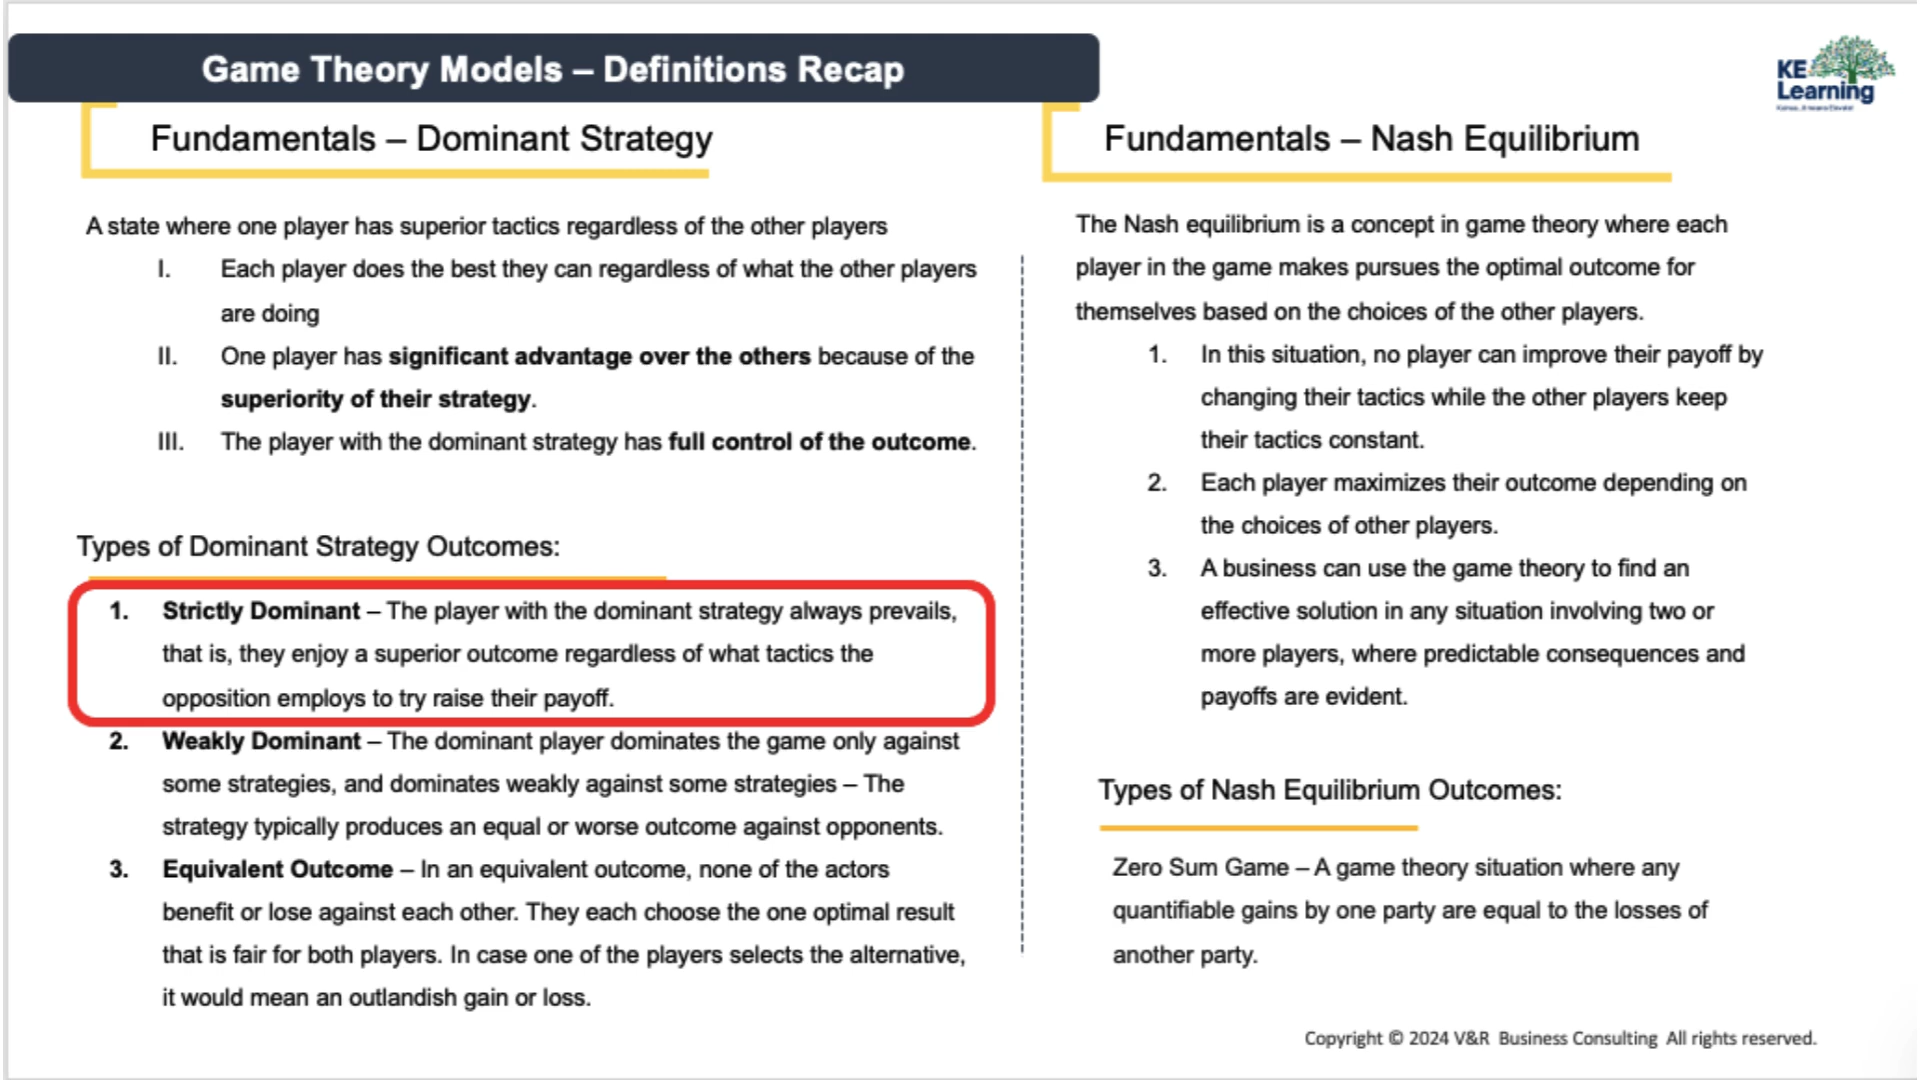 Game Theory Models – Definitions Recap
KE
Learning
Fundamentals – Dominant Strategy
A state where one player has superior tactics regardless of the other players
I. Each player does the best they can regardless of what the other players
are doing
II. One player has significant advantage over the others because of the
superiority of their strategy.
III. The player with the dominant strategy has full control of the outcome.
Types of Dominant Strategy Outcomes:
1. Strictly Dominant – The player with the dominant strategy always prevails,
that is, they enjoy a superior outcome regardless of what tactics the
opposition employs to try raise their payoff.
2. Weakly Dominant – The dominant player dominates the game only against
some strategies, and dominates weakly against some strategies – The
strategy typically produces an equal or worse outcome against opponents.
3. Equivalent Outcome – In an equivalent outcome, none of the actors
benefit or lose against each other. They each choose the one optimal result
that is fair for both players. In case one of the players selects the alternative,
it would mean an outlandish gain or loss.
Fundamentals – Nash Equilibrium
The Nash equilibrium is a concept in game theory where each
player in the game makes pursues the optimal outcome for
themselves based on the choices of the other players.
1. In this situation, no player can improve their payoff by
changing their tactics while the other players keep
their tactics constant.
2. Each player maximizes their outcome depending on
the choices of other players.
3. A business can use the game theory to find an
effective solution in any situation involving two or
more players, where predictable consequences and
payoffs are evident.
Types of Nash Equilibrium Outcomes:
Zero Sum Game – A game theory situation where any
quantifiable gains by one party are equal to the losses of
another party.
Copyright © 2024 V&R Business Consulting All rights reserved.